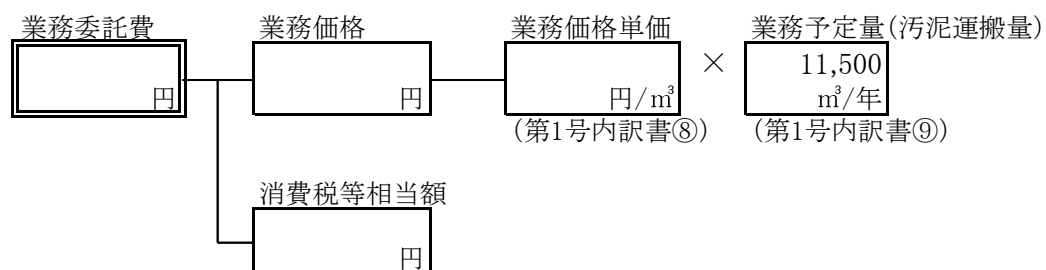 業務委託費 業務価格 業務価格単価 業務予定量(汚泥運搬量)
× 11,500
円 円 円/㎥ ㎥/年
(第1号内訳書⑧) (第1号内訳書⑨)
消費税等相当額
円